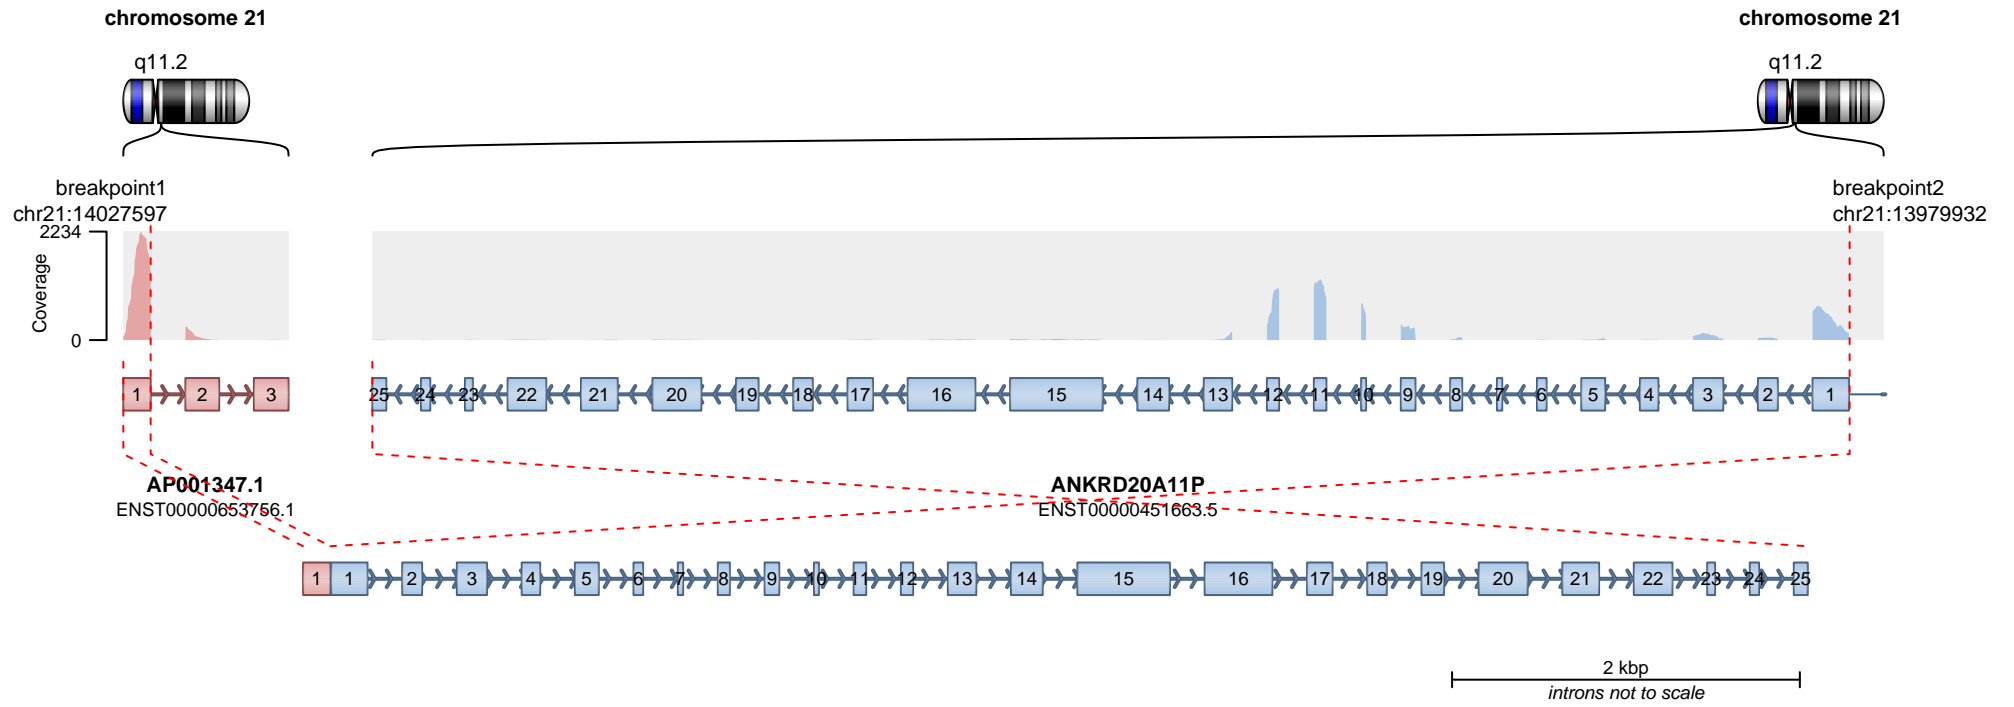 chromosome 21
chromosome 21
q11.2
q11.2
breakpoint1
chr21:14027597
breakpoint2
chr21:13979932
2234
Coverage
0
1 2 3
25 24 23 22 21 20 19 18 17 16 15 14 13 12 11 10 9 8 7 6 5 4 3 2 1
AP001347.1
ENST00000653756.1
ANKRD20A11P
ENST00000451663.5
1 1 2 3 4 5 6 7 8 9 10 11 12 13 14 15 16 17 18 19 20 21 22 23 24 25
2 kbp
introns not to scale